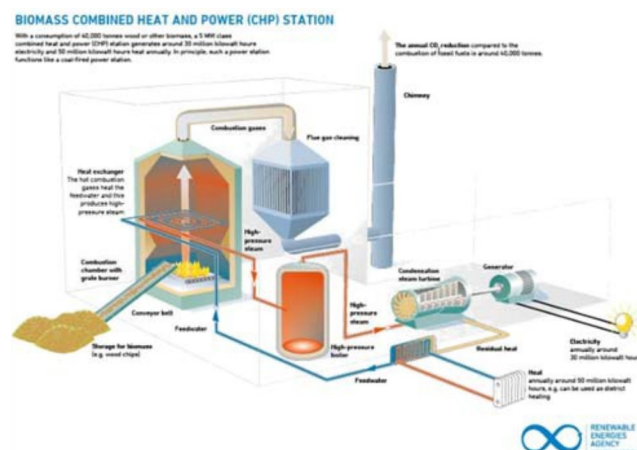 BIOMASS COMBINED HEAT AND POWER (CHP) STATION
With a consumption of 40,000 tonnes wood or other biomass, a 5 MW class
combined heat and power (CHP) station generates around 30 million kilowatt hours
electricity and 50 million kilowatt hours heat annually. In principle, such a power station
functions like a coal-fired power station.
The annual CO₂ reduction compared to the
combustion of fossil fuels is around 40,000 tonnes.
Chimney
Combustion gases
Flue gas cleaning
Heat exchanger
The hot combustion
gases heat the
feedwater and this
produces high-
pressure steam
High-
pressure
steam
Combustion
chamber with
grate burner
Condensation
steam turbine
Generator
High-
pressure
steam
Conveyor belt
Feedwater
Storage for biomass
(e.g. wood chips)
High-pressure
boiler
Residual heat
Electricity
annually around
30 million kilowatt hours
Feedwater
Heat
annually around 50 million kilowatt
hours, e.g. can be used as district
heating
RENEWABLE
ENERGIES
AGENCY